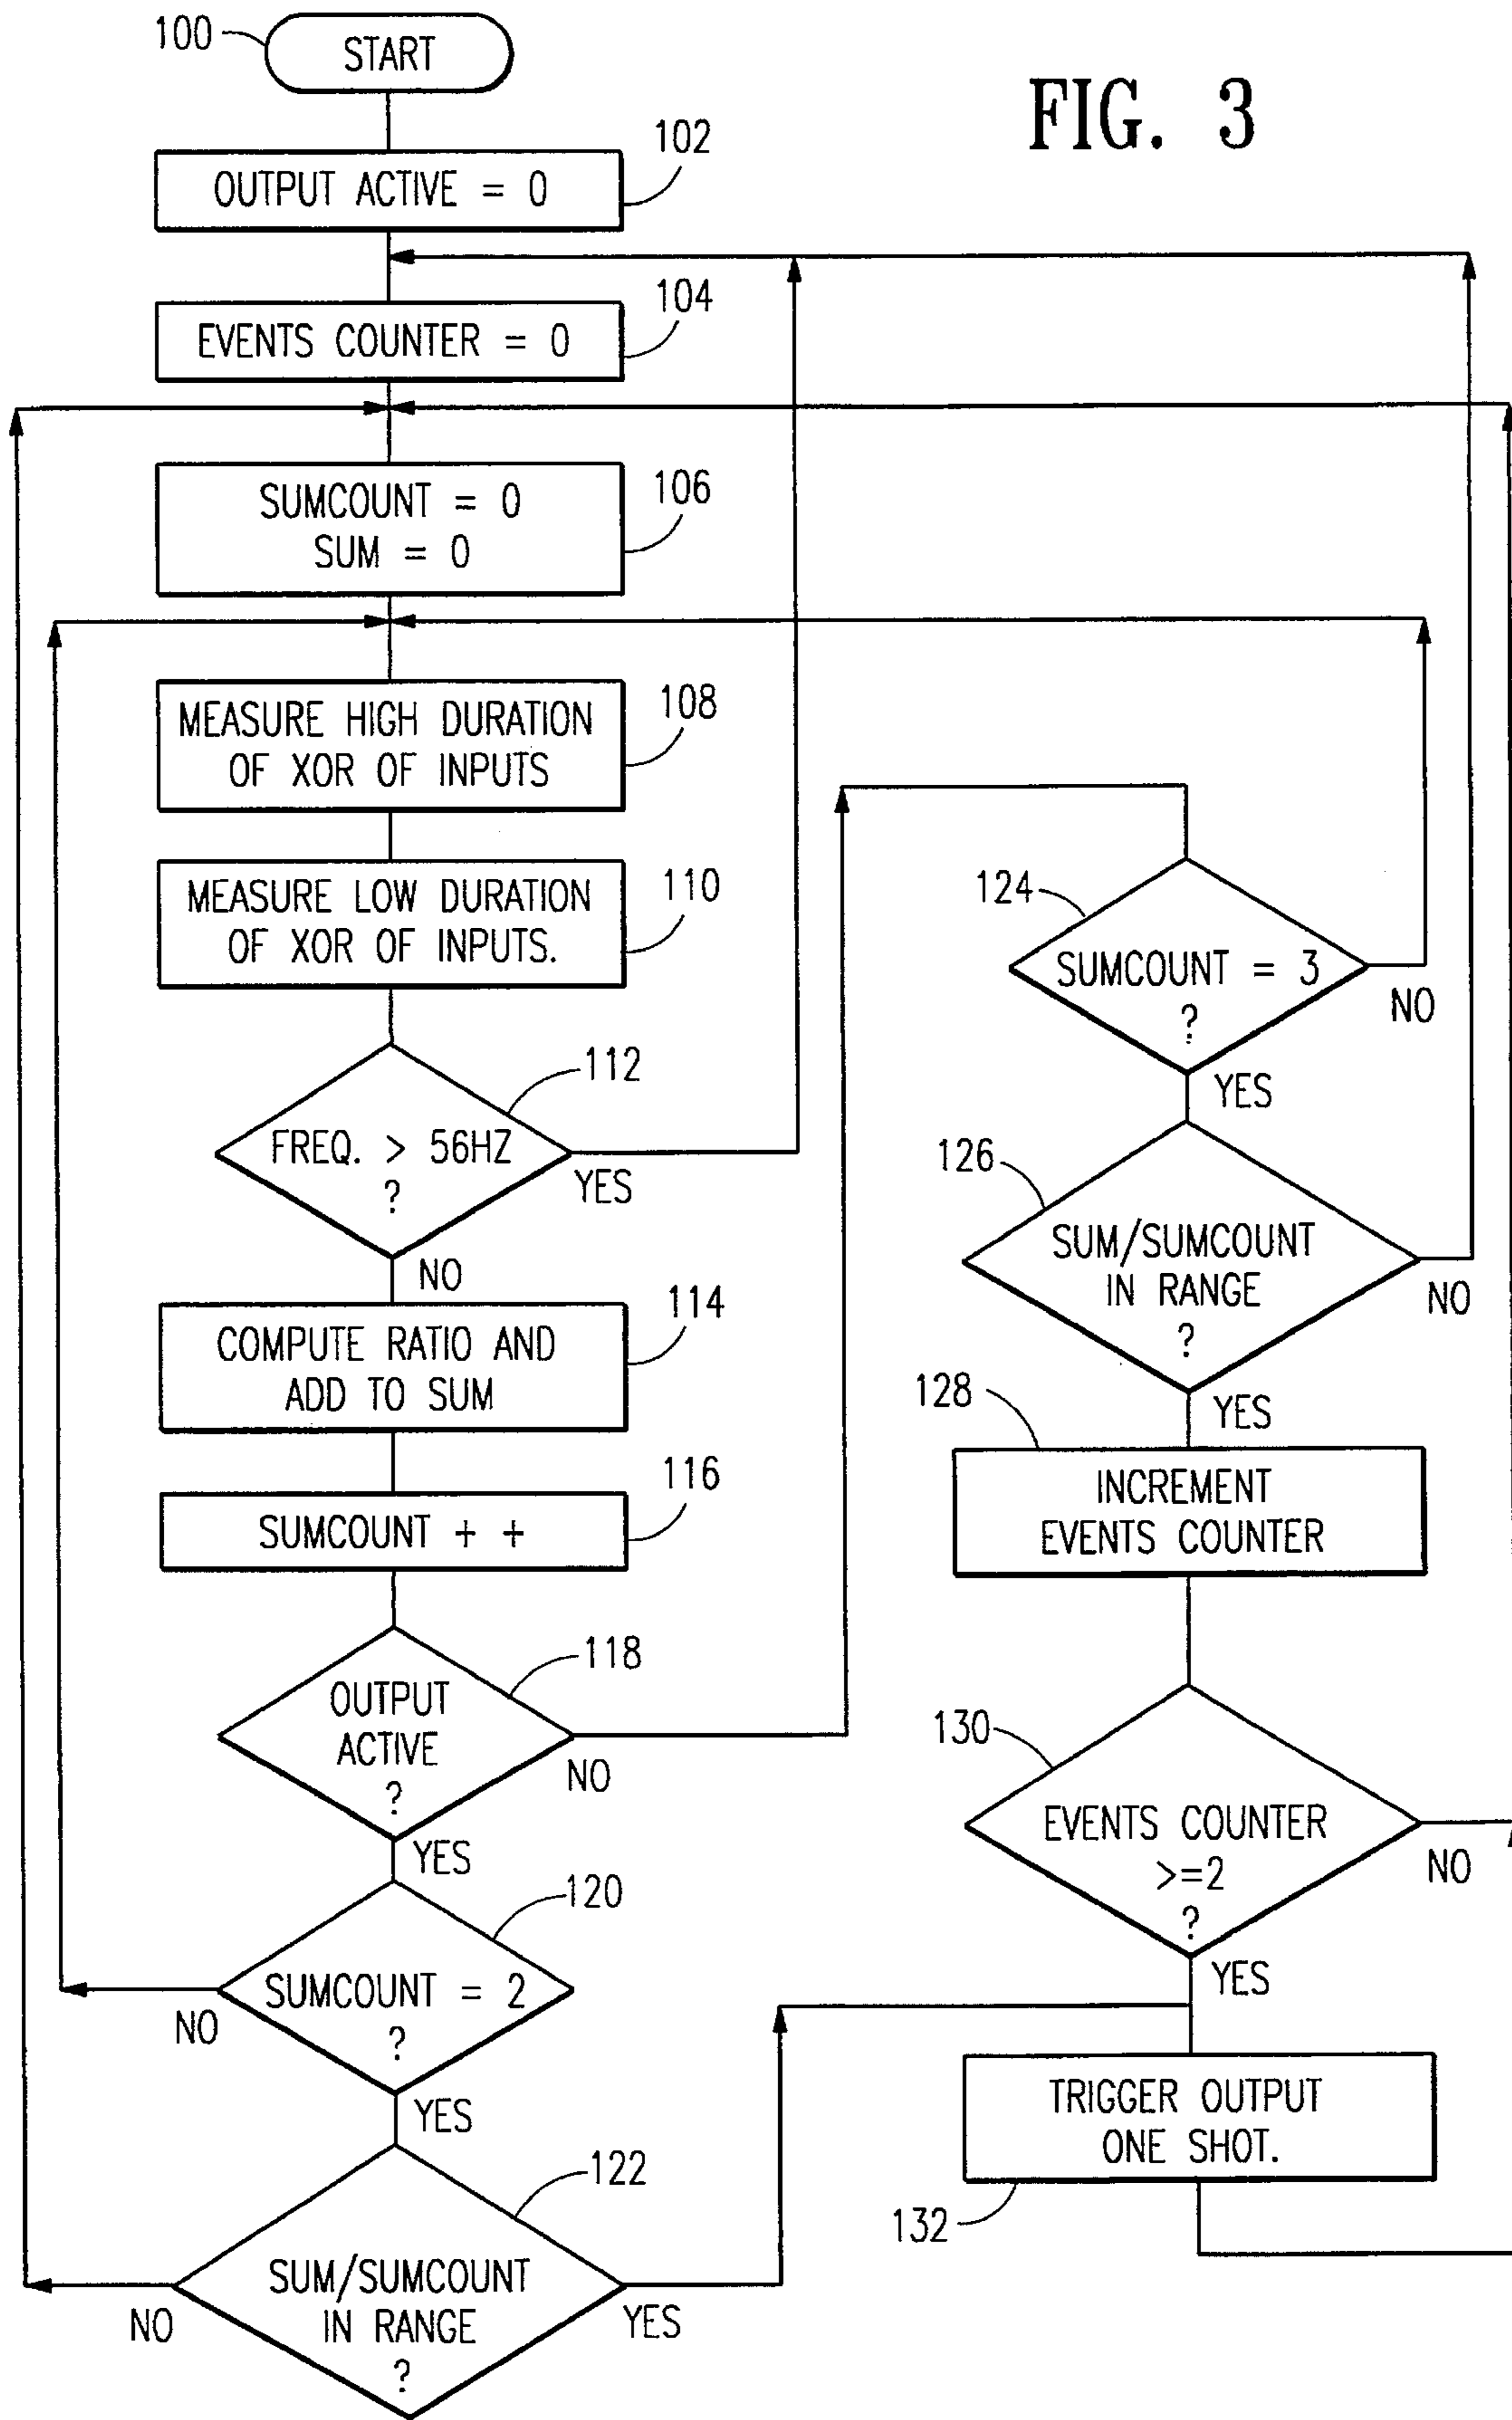 100
START
FIG. 3
102
OUTPUT ACTIVE = 0
104
EVENTS COUNTER = 0
106
SUMCOUNT = 0
SUM = 0
108
MEASURE HIGH DURATION
OF XOR OF INPUTS
110
MEASURE LOW DURATION
OF XOR OF INPUTS.
112
FREQ. > 56HZ
?
YES
NO
114
COMPUTE RATIO AND
ADD TO SUM
116
SUMCOUNT + +
118
OUTPUT
ACTIVE
?
NO
YES
120
SUMCOUNT = 2
?
NO
YES
122
SUM/SUMCOUNT
IN RANGE
?
NO
YES
124
SUMCOUNT = 3
?
NO
YES
126
SUM/SUMCOUNT
IN RANGE
?
NO
YES
128
INCREMENT
EVENTS COUNTER
130
EVENTS COUNTER
>=2
?
NO
YES
TRIGGER OUTPUT
ONE SHOT.
132